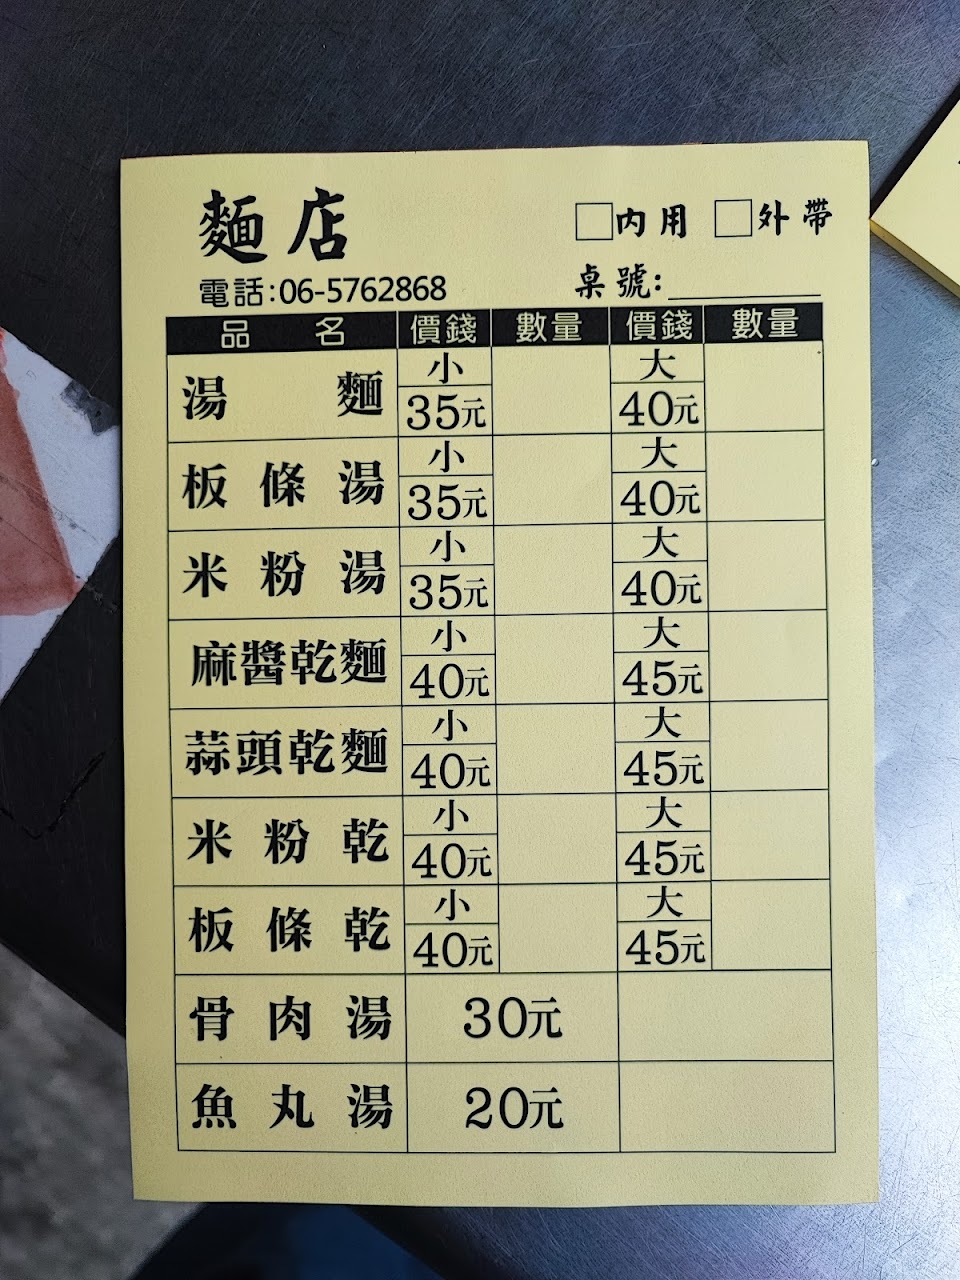 麵店
□內用 □外帶
電話:06-5762868
桌號:
品名 價錢 數量 價錢 數量
湯麵 小 35元 大 40元
板條湯 小 35元 大 40元
米粉湯 小 35元 大 40元
麻醬乾麵 小 40元 大 45元
蒜頭乾麵 小 40元 大 45元
米粉乾 小 40元 大 45元
板條乾 小 40元 大 45元
骨肉湯 30元
魚丸湯 20元